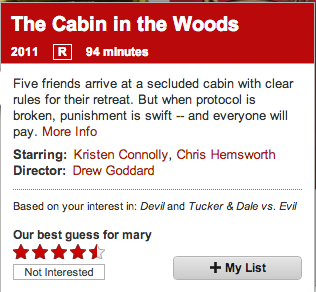 The Cabin in the Woods
2011 R 94 minutes
Five friends arrive at a secluded cabin with clear
rules for their retreat. But when protocol is
broken, punishment is swift -- and everyone will
pay. More Info
Starring: Kristen Connolly, Chris Hemsworth
Director: Drew Goddard
Based on your interest in: Devil and Tucker & Dale vs. Evil
Our best guess for mary
Not Interested
+ My List